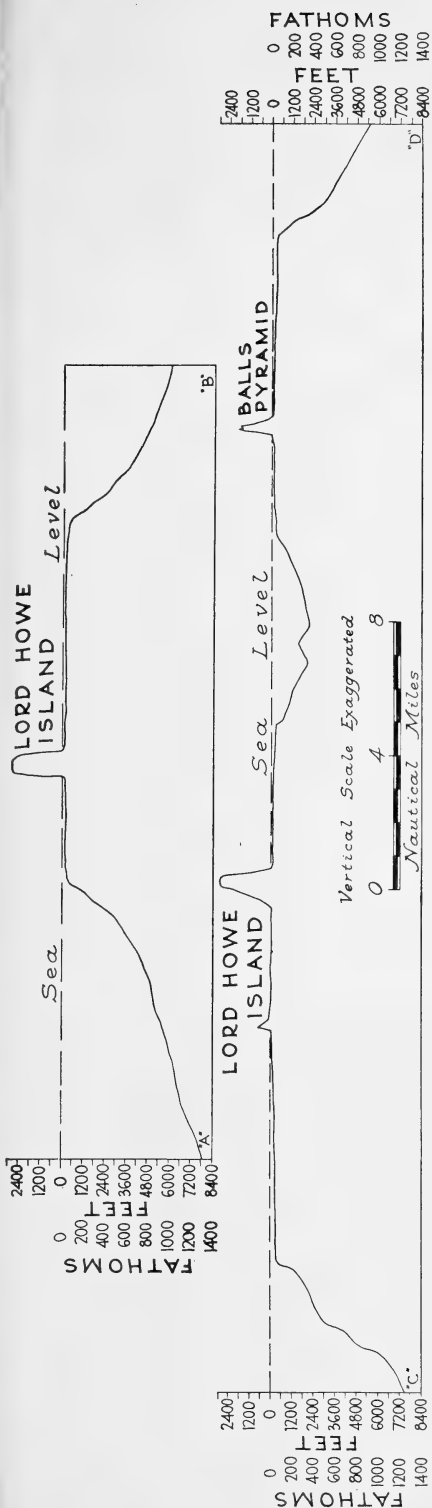 LORD HOWE
ISLAND
Sea Level
"A" "B"
2400
1200
0
1200
2400
3600
4800
6000
7200
8400
FEET
0
200
400
600
800
1000
1200
1400
FATHOMS
LORD HOWE
ISLAND
BALLS
PYRAMID
Sea Level
"C" "D"
2400
1200
0
1200
2400
3600
4800
6000
7200
8400
FEET
0
200
400
600
800
1000
1200
1400
FATHOMS
2400
1200
0
1200
2400
3600
4800
6000
7200
8400
FEET
0
200
400
600
800
1000
1200
1400
FATHOMS
Vertical Scale Exaggerated
0 4 8
Nautical Miles